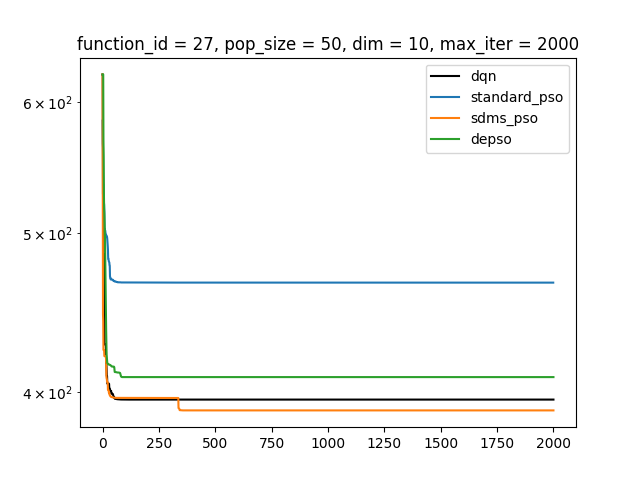 function_id = 27, pop_size = 50, dim = 10, max_iter = 2000
dqn
standard_pso
sdms_pso
depso
6 × 10²
5 × 10²
4 × 10²
0 250 500 750 1000 1250 1500 1750 2000